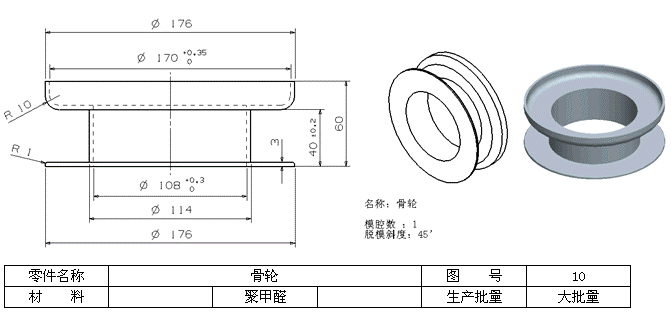 Ø 176
Ø 170 +0.35 0
R 10
R 1
3
40 ±0.2
60
Ø 108 +0.3 0
Ø 114
Ø 176
名称：骨轮
模腔数 ：1
脱模斜度：45'
零件名称 骨轮 图 号 10
材 料 聚甲醛 生产批量 大批量